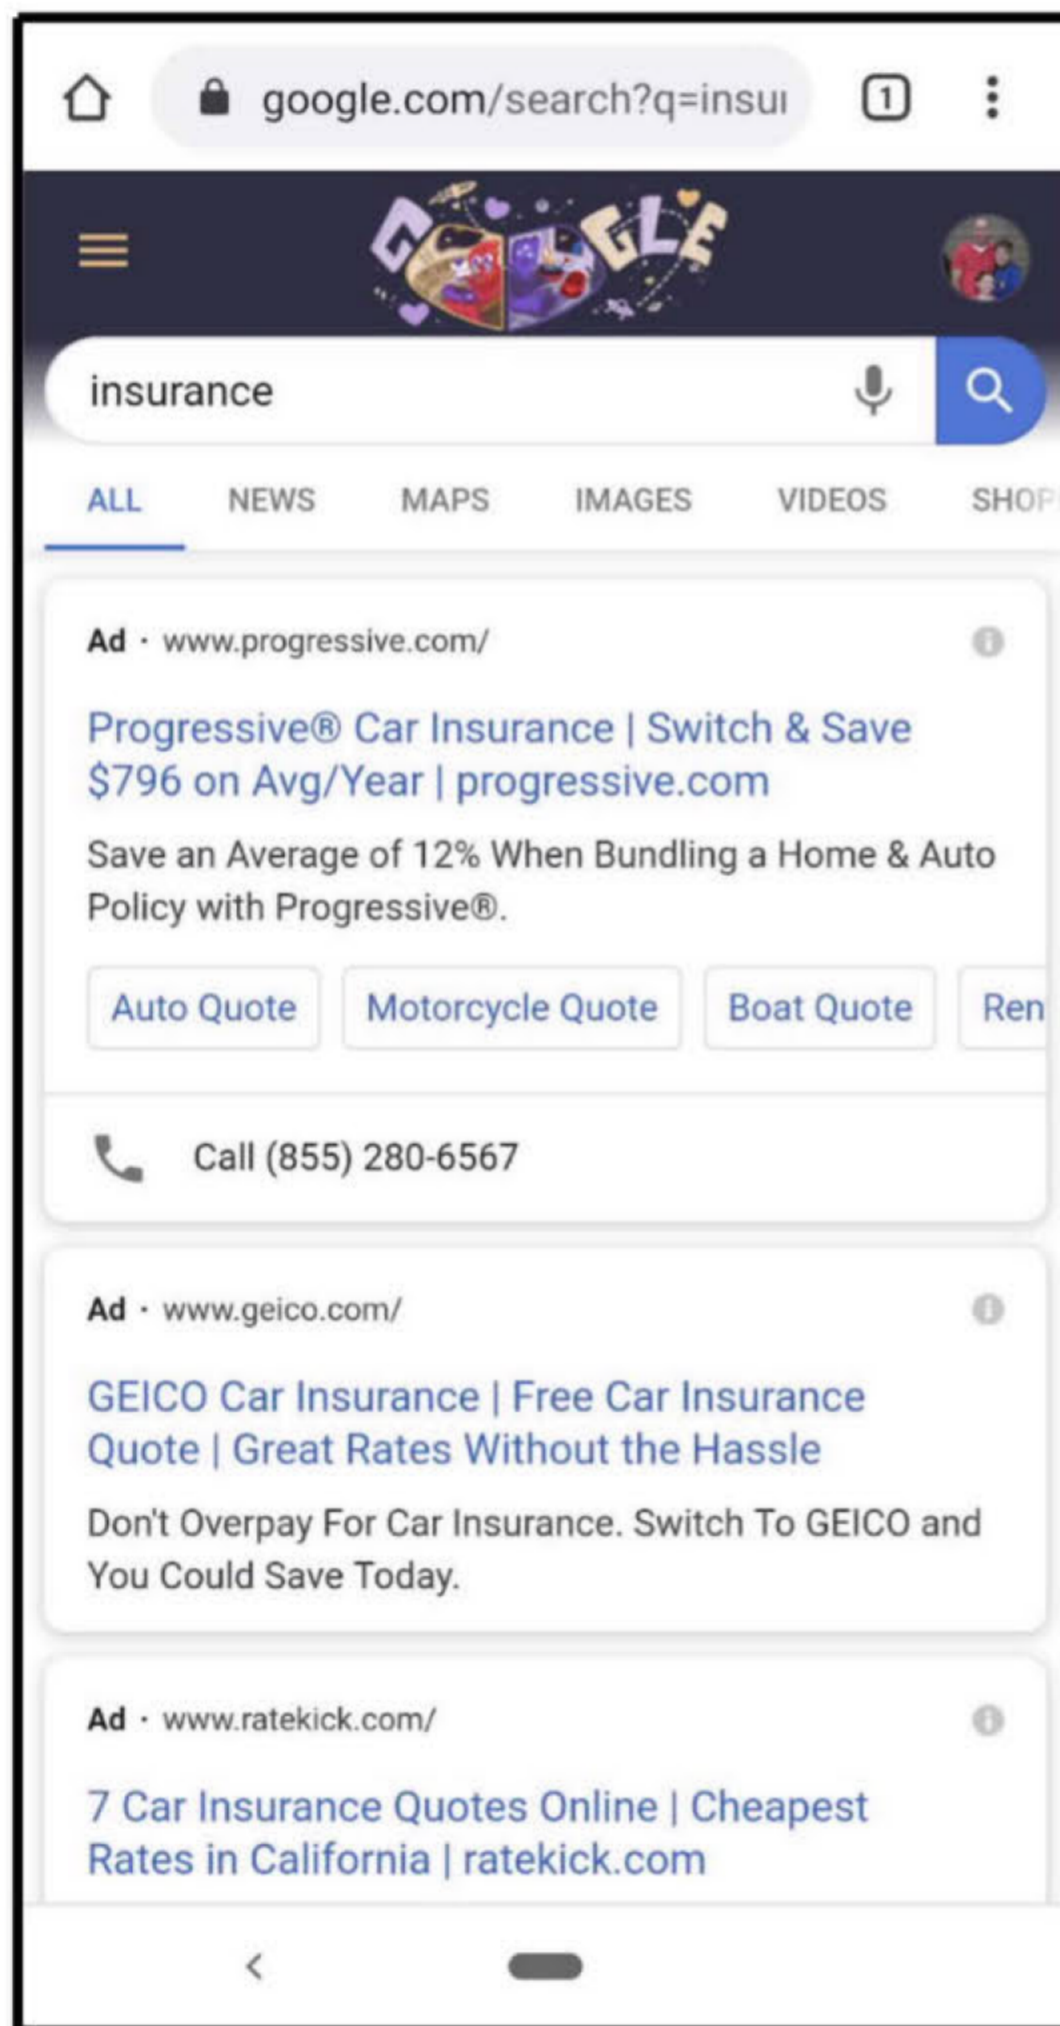 google.com/search?q=insur
1
GOOGLE
insurance
ALL NEWS MAPS IMAGES VIDEOS SHOP
Ad · www.progressive.com/
Progressive® Car Insurance | Switch & Save
$796 on Avg/Year | progressive.com
Save an Average of 12% When Bundling a Home & Auto
Policy with Progressive®.
Auto Quote Motorcycle Quote Boat Quote Ren
Call (855) 280-6567
Ad · www.geico.com/
GEICO Car Insurance | Free Car Insurance
Quote | Great Rates Without the Hassle
Don't Overpay For Car Insurance. Switch To GEICO and
You Could Save Today.
Ad · www.ratekick.com/
7 Car Insurance Quotes Online | Cheapest
Rates in California | ratekick.com